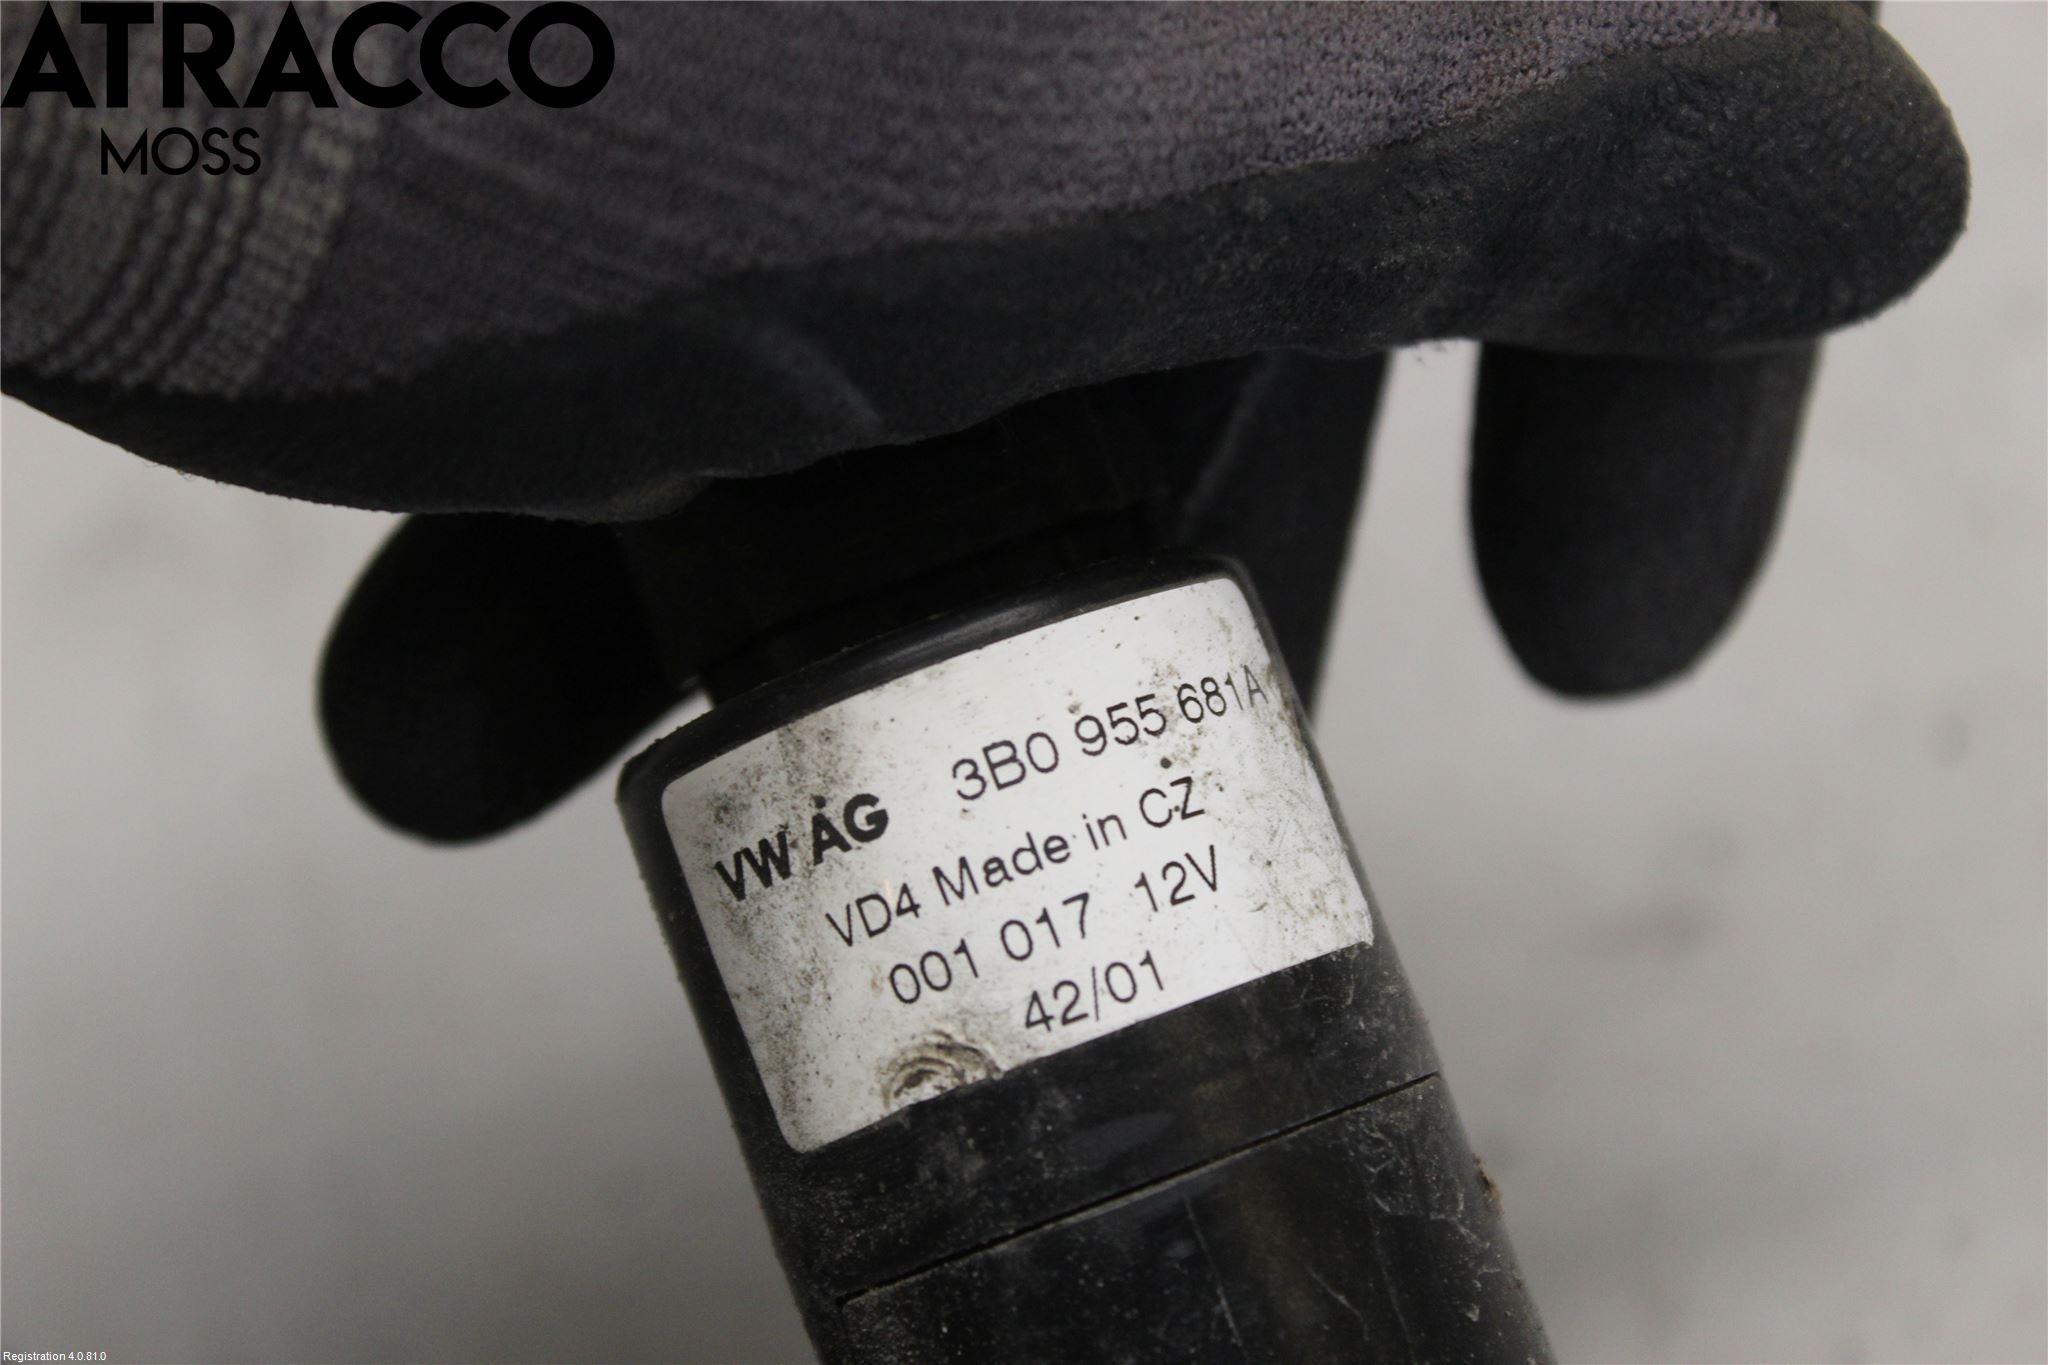 ATRACCO
MOSS
VW AG 3B0 955 681A
VD4 Made in CZ
001 017 12V
42/01
Registration 4.0.81.0